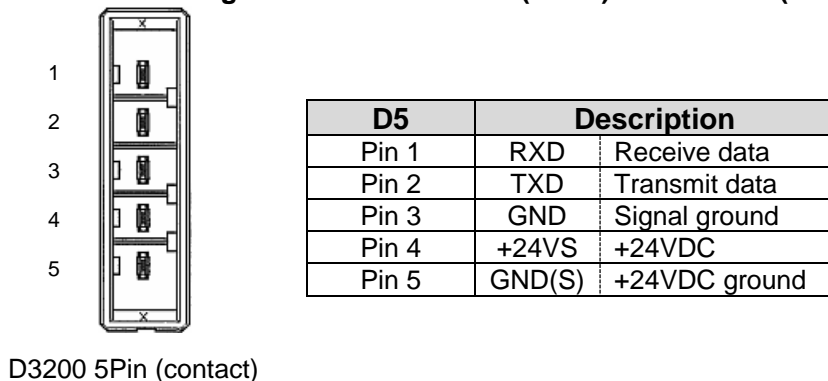 1
2
3
4
5
D5 Description
Pin 1 RXD Receive data
Pin 2 TXD Transmit data
Pin 3 GND Signal ground
Pin 4 +24VS +24VDC
Pin 5 GND(S) +24VDC ground
D3200 5Pin (contact)